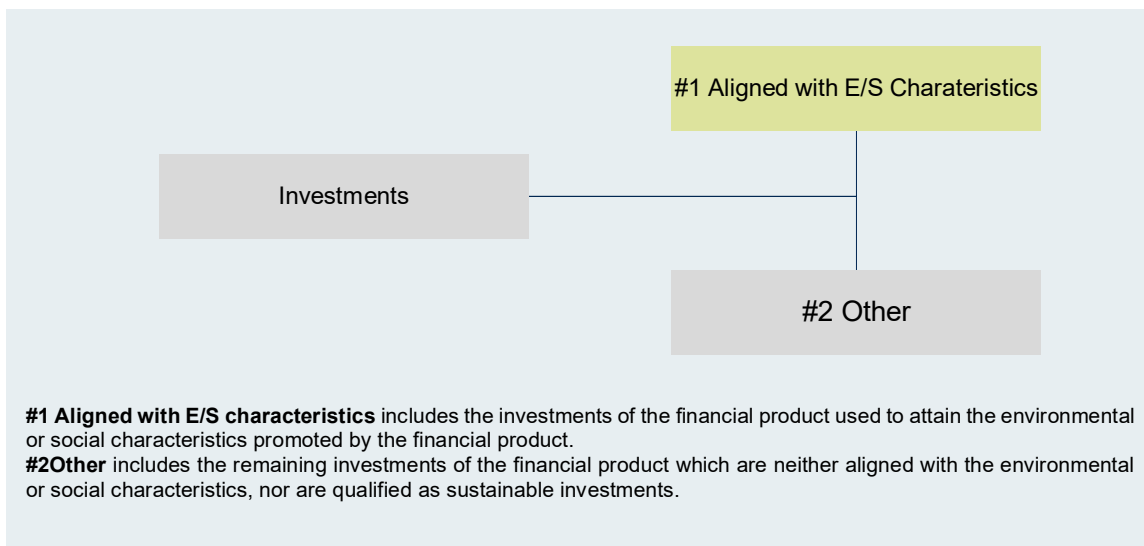 #1 Aligned with E/S Charateristics
Investments
#2 Other
#1 Aligned with E/S characteristics includes the investments of the financial product used to attain the environmental
or social characteristics promoted by the financial product.
#2Other includes the remaining investments of the financial product which are neither aligned with the environmental
or social characteristics, nor are qualified as sustainable investments.